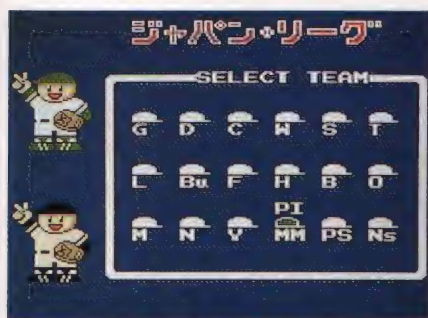 ジャパン・リーグ
SELECT TEAM
G D C W S T
L Bu F H B O
PI
M N V MM PS Ns